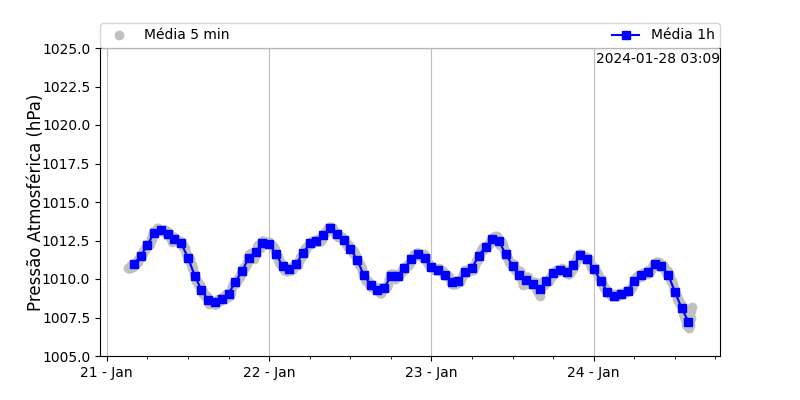 Média 5 min
Média 1h
2024-01-28 03:09
Pressão Atmosférica (hPa)
1025.0
1022.5
1020.0
1017.5
1015.0
1012.5
1010.0
1007.5
1005.0
21 - Jan
22 - Jan
23 - Jan
24 - Jan